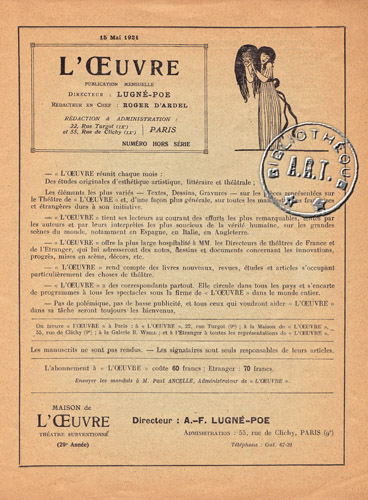 15 Mai 1921
L'ŒUVRE
PUBLICATION MENSUELLE
DIRECTEUR : LUGNÉ-POE
RÉDACTEUR EN CHEF : ROGER D'ARDEL
RÉDACTION & ADMINISTRATION :
22, Rue Turgot (IXe)
et 55, Rue de Clichy (IXe)
PARIS
NUMÉRO HORS SÉRIE
BIBLIOTHÈQUE
A.R.T.
— « L'ŒUVRE réunit chaque mois :
Des études originales d'esthétique artistique, littéraire et théâtrale ;
Les éléments les plus variés — Textes, Dessins, Gravures — sur les pièces représentées sur
le Théâtre de « L'ŒUVRE » et, d'une façon plus générale, sur toutes les françaises
et étrangères dues à son initiative.
— « L'ŒUVRE » tient ses lecteurs au courant des efforts les plus remarquables, par
les auteurs et par leurs interprètes les plus soucieux de la vérité humaine, sur les grandes
scènes du monde, notamment en Espagne, en Italie, en Angleterre.
— « L'ŒUVRE » offre la plus large hospitalité à MM. les Directeurs de théâtres de France et
de l'Etranger, qui lui adresseront des notes, dessins et documents concernant les innovations,
progrès, mises en scène, décors, etc.
— « L'ŒUVRE » rend compte des livres nouveaux, revues, études et articles s'occupant
particulièrement des choses du théâtre.
— « L'ŒUVRE » a des correspondants partout. Elle circule dans tous les pays et s'encarte
de programmes à tous les spectacles sous la firme de « L'ŒUVRE » dans le monde entier.
— Pas de polémique, pas de basse publicité, et tous ceux qui voudront aider « L'ŒUVRE »
dans sa tâche seront toujours les bienvenus.
On trouve « L'ŒUVRE » à Paris : à « L'ŒUVRE », 22, rue Turgot (9e) ; à la Maison de « L'ŒUVRE »,
55, rue de Clichy (9e) ; à la Galerie B. WEILL ; et à l'Etranger à toutes les représentations de « L'ŒUVRE ».
Les manuscrits ne sont pas rendus. — Les signataires sont seuls responsables de leurs articles.
L'abonnement à « L'ŒUVRE » coûte 60 francs ; Etranger : 70 francs.
Envoyer les mandats à M. Paul ANCELLE, Administrateur de « L'ŒUVRE ».
MAISON DE
L'ŒUVRE
THÉATRE SUBVENTIONNÉ
(29e Année)
Directeur : A.-F. LUGNÉ-POE
ADMINISTRATION : 55, rue de Clichy, PARIS (9e)
Téléphone : Gut. 67-31